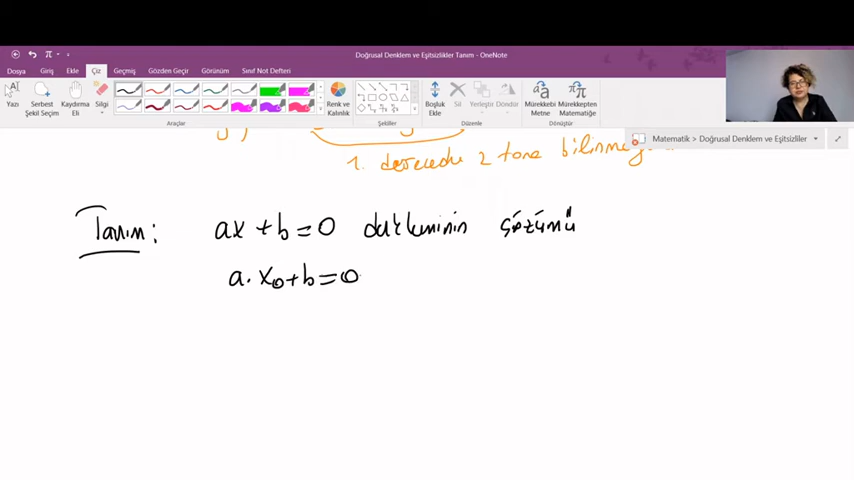 Doğrusal Denklem ve Eşitsizlikler Tanım - OneNote
Dosya Giriş Ekle Çiz Geçmiş Gözden Geçir Görünüm Sınıf Not Defteri
Yazı
Serbest Şekil Seçim
Kaydırma Eli
Silgi
Renk ve Kalınlık
Boşluk Ekle
Sil
Yerleştir
Döndür
Mürekkebi Metne
Mürekkepten Matematiğe
Araçlar Şekiller Düzenle Dönüştür
Matematik > Doğrusal Denklem ve Eşitsizlikler
1. derecede 2 tane
Tanım: ax + b = 0 denkleminin çözümü
a. x₀ + b = 0